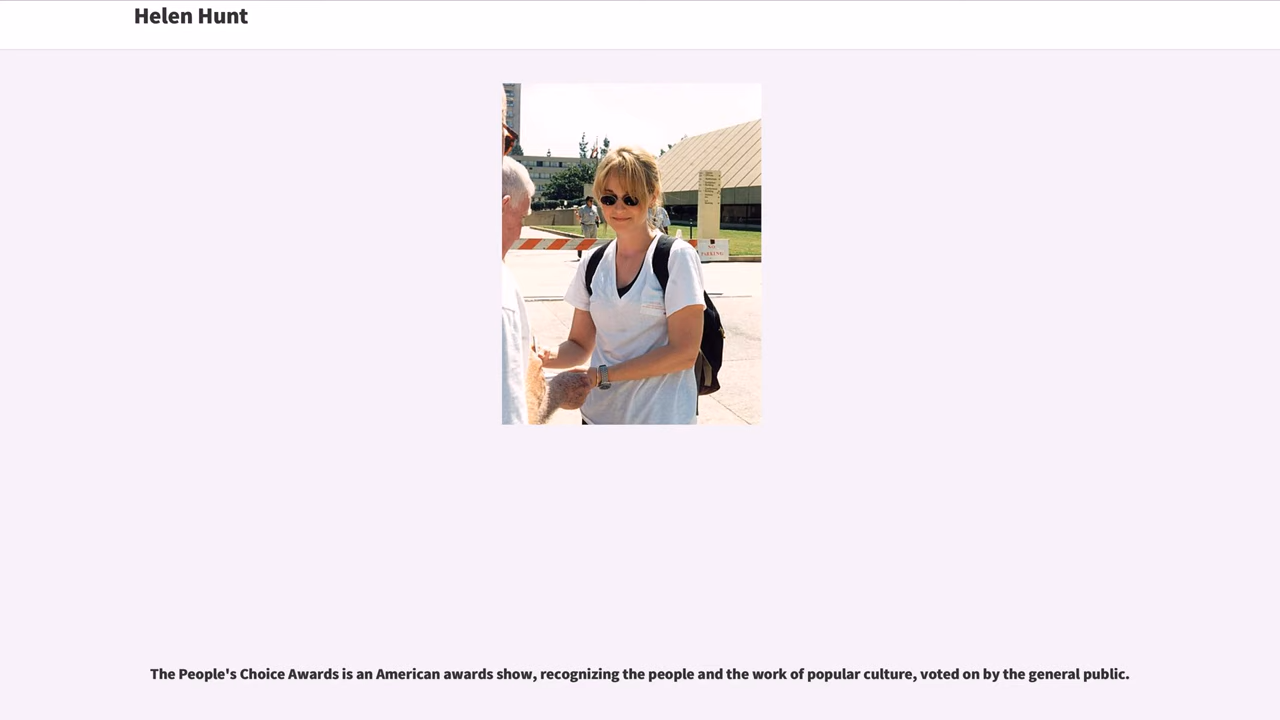 Helen Hunt
PARKING
The People's Choice Awards is an American awards show, recognizing the people and the work of popular culture, voted on by the general public.